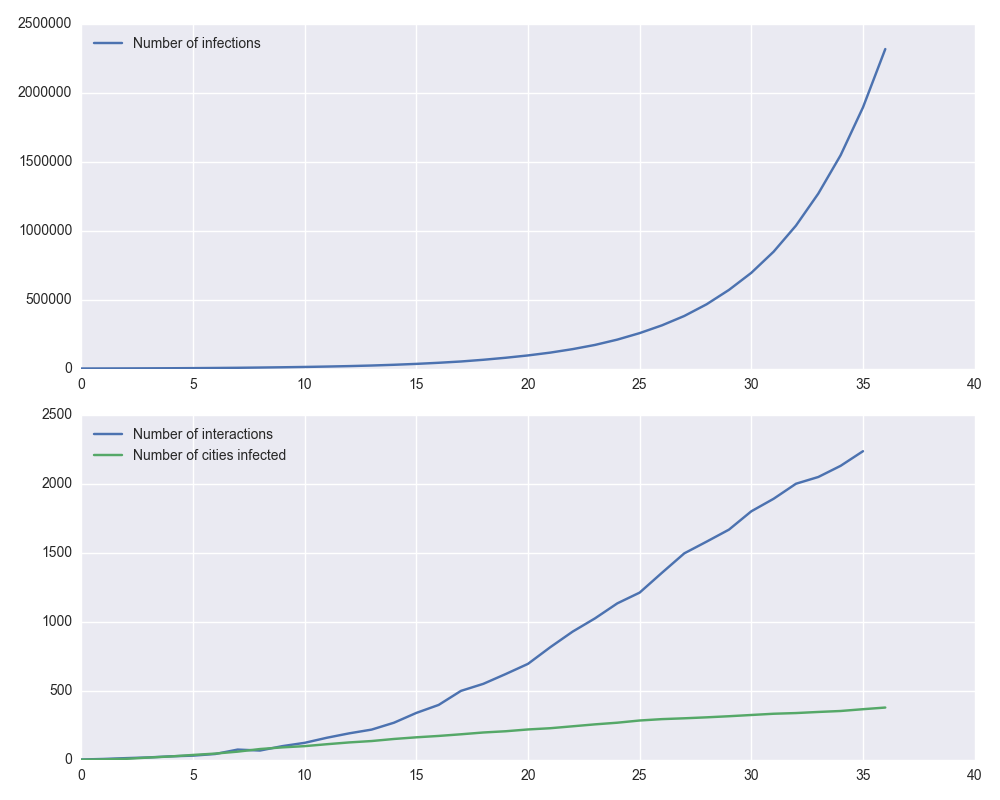 2500000
2000000
1500000
1000000
500000
0
Number of infections
0 5 10 15 20 25 30 35 40
2500
2000
1500
1000
500
0
Number of interactions
Number of cities infected
0 5 10 15 20 25 30 35 40